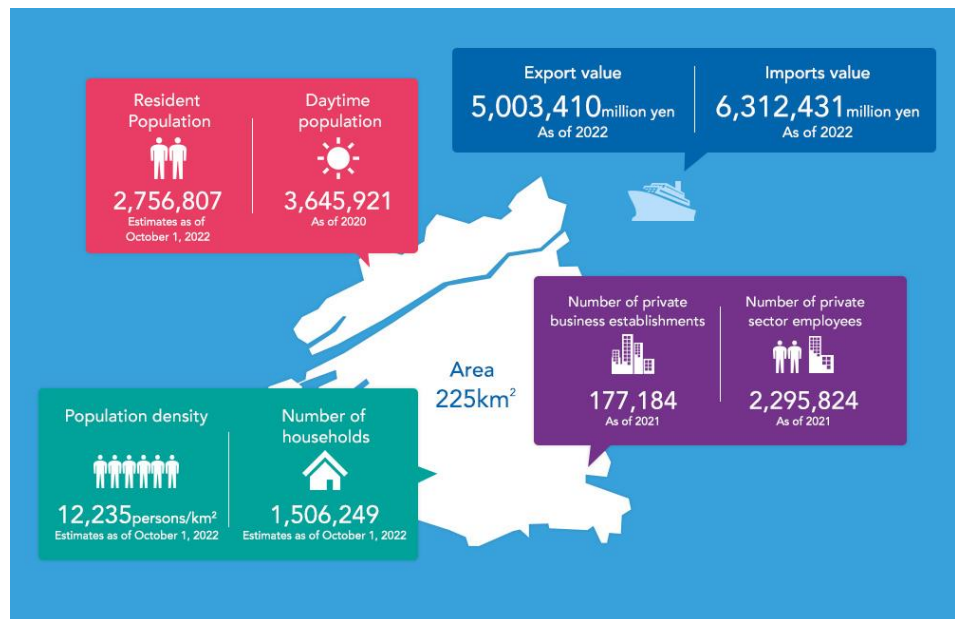 Resident
Population
2,756,807
Estimates as of
October 1, 2022
Daytime
population
3,645,921
As of 2020
Export value
5,003,410million yen
As of 2022
Imports value
6,312,431million yen
As of 2022
Area
225km²
Number of private
business establishments
177,184
As of 2021
Number of private
sector employees
2,295,824
As of 2021
Population density
12,235persons/km²
Estimates as of October 1, 2022
Number of
households
1,506,249
Estimates as of October 1, 2022